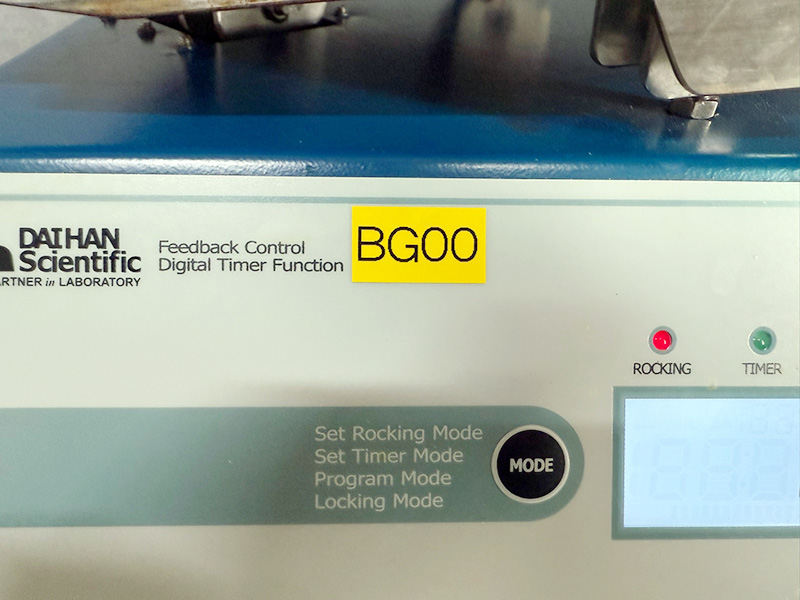 DAIHAN
Scientific
PARTNER in LABORATORY
Feedback Control
Digital Timer Function
BG00
ROCKING
TIMER
Set Rocking Mode
Set Timer Mode
Program Mode
Locking Mode
MODE